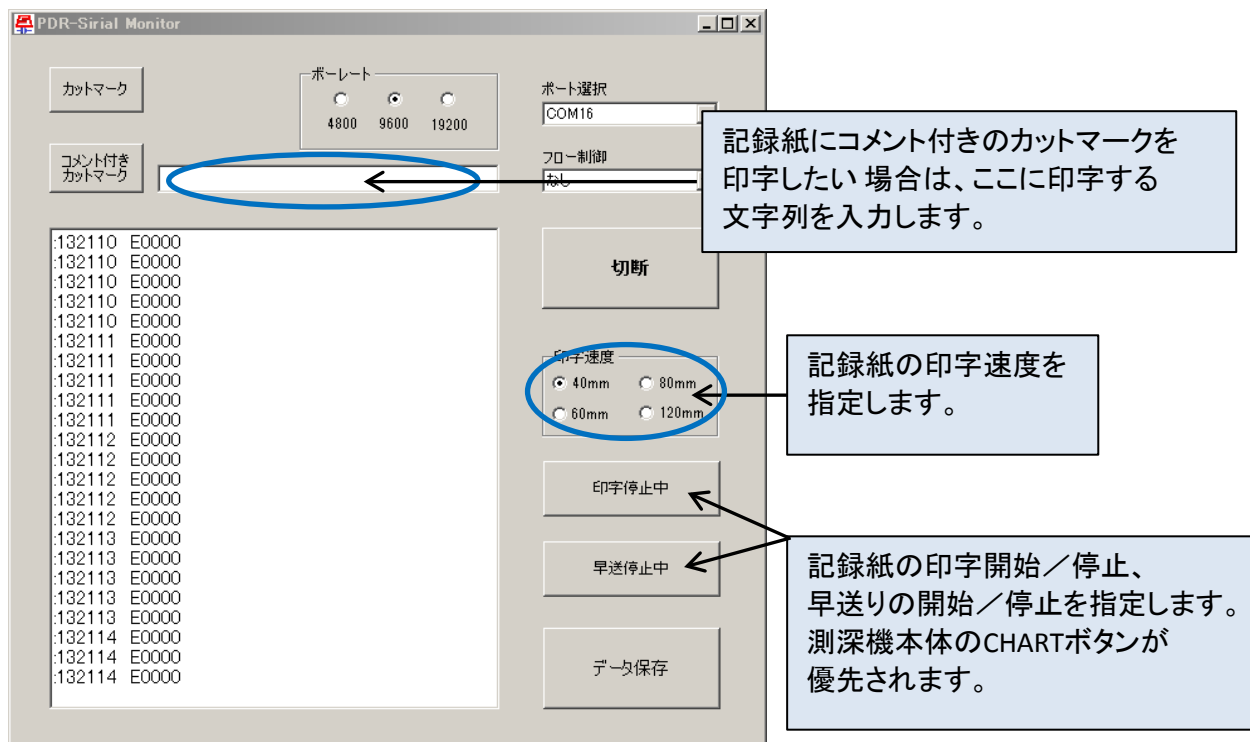 PDR-Sirial Monitor
カットマーク
ボーレート
4800 9600 19200
ポート選択
COM16
コメント付き
カットマーク
フロー制御
なし
記録紙にコメント付きのカットマークを
印字したい 場合は、ここに印字する
文字列を入力します。
:132110 E0000
:132110 E0000
:132110 E0000
:132110 E0000
:132110 E0000
:132111 E0000
:132111 E0000
:132111 E0000
:132111 E0000
:132111 E0000
:132112 E0000
:132112 E0000
:132112 E0000
:132112 E0000
:132112 E0000
:132113 E0000
:132113 E0000
:132113 E0000
:132113 E0000
:132113 E0000
:132114 E0000
:132114 E0000
:132114 E0000
切断
印字速度
40mm 80mm
60mm 120mm
記録紙の印字速度を
指定します。
印字停止中
早送停止中
記録紙の印字開始／停止、
早送りの開始／停止を指定します。
測深機本体のCHARTボタンが
優先されます。
データ保存